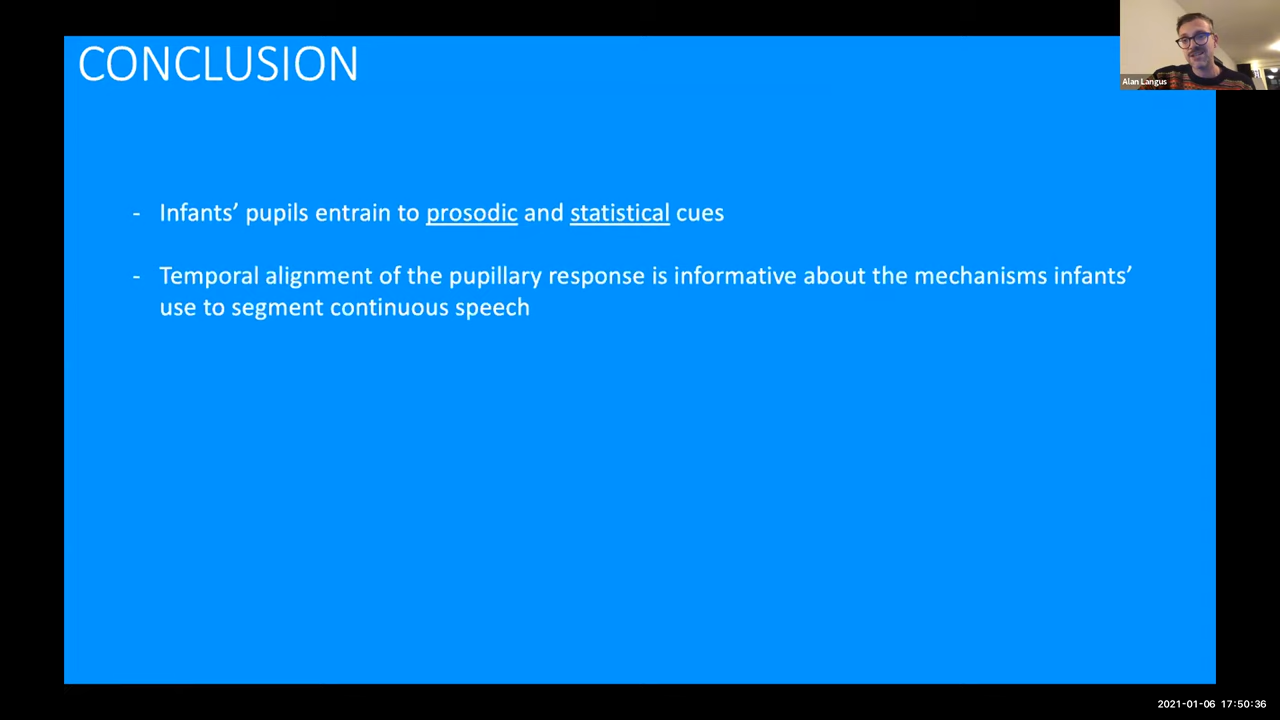 CONCLUSION
Alan Langus
- Infants’ pupils entrain to prosodic and statistical cues
- Temporal alignment of the pupillary response is informative about the mechanisms infants’
use to segment continuous speech
2021-01-06 17:50:36